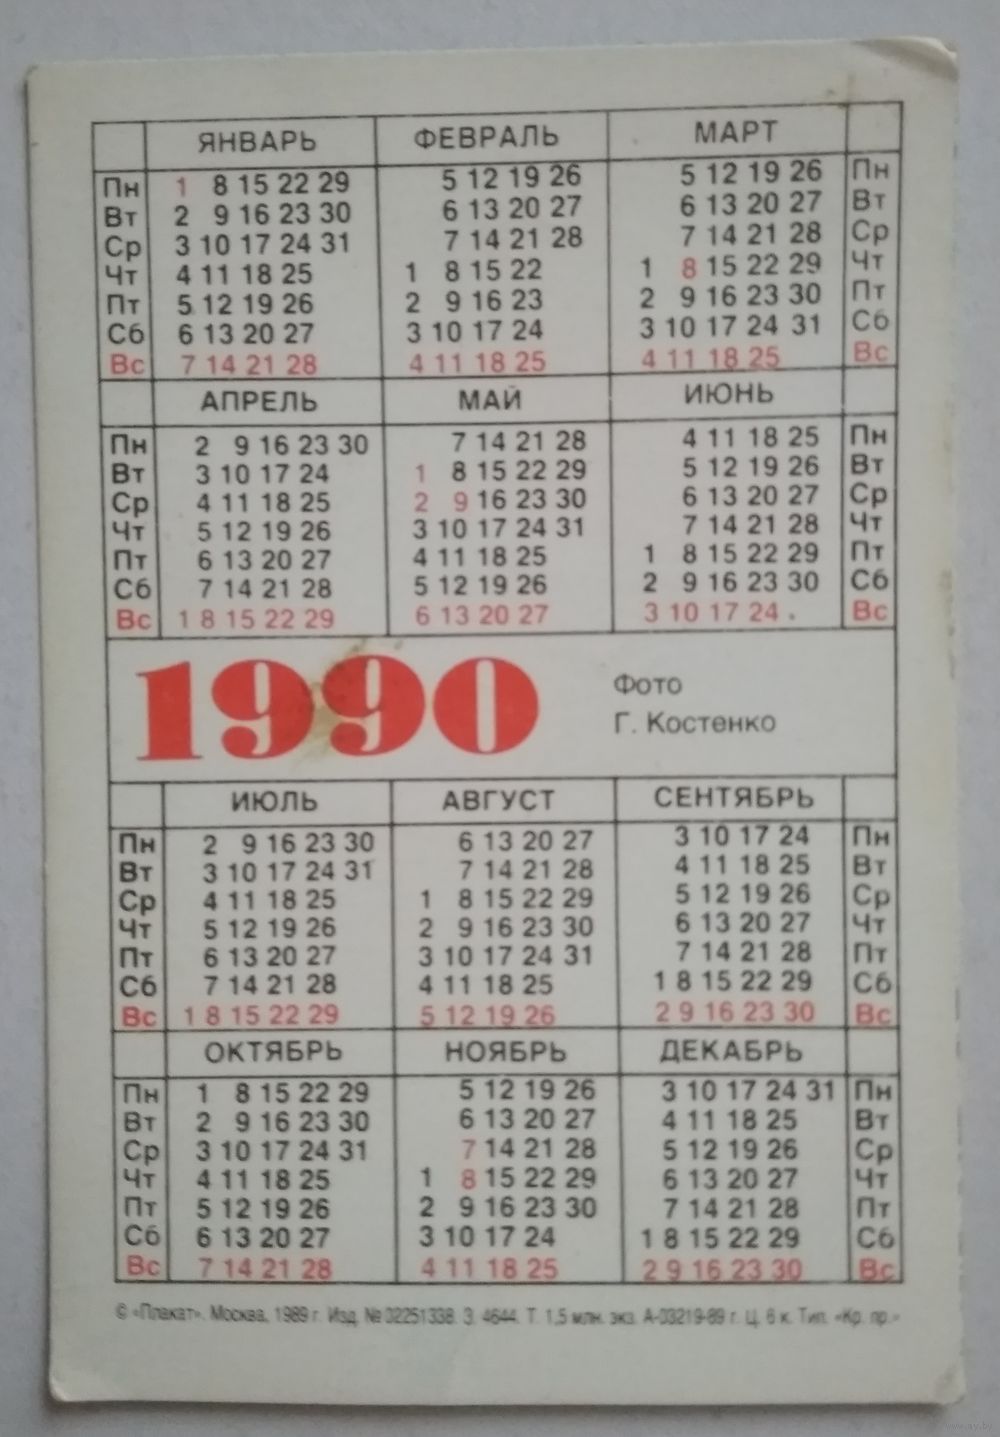 ЯНВАРЬ ФЕВРАЛЬ МАРТ
Пн 1 8 15 22 29 5 12 19 26 5 12 19 26 Пн
Вт 2 9 16 23 30 6 13 20 27 6 13 20 27 Вт
Ср 3 10 17 24 31 7 14 21 28 7 14 21 28 Ср
Чт 4 11 18 25 1 8 15 22 1 8 15 22 29 Чт
Пт 5 12 19 26 2 9 16 23 2 9 16 23 30 Пт
Сб 6 13 20 27 3 10 17 24 3 10 17 24 31 Сб
Вс 7 14 21 28 4 11 18 25 4 11 18 25 Вс
АПРЕЛЬ МАЙ ИЮНЬ
Пн 2 9 16 23 30 7 14 21 28 4 11 18 25 Пн
Вт 3 10 17 24 1 8 15 22 29 5 12 19 26 Вт
Ср 4 11 18 25 2 9 16 23 30 6 13 20 27 Ср
Чт 5 12 19 26 3 10 17 24 31 7 14 21 28 Чт
Пт 6 13 20 27 4 11 18 25 1 8 15 22 29 Пт
Сб 7 14 21 28 5 12 19 26 2 9 16 23 30 Сб
Вс 1 8 15 22 29 6 13 20 27 3 10 17 24 . Вс
1990
Фото
Г. Костенко
ИЮЛЬ АВГУСТ СЕНТЯБРЬ
Пн 2 9 16 23 30 6 13 20 27 3 10 17 24 Пн
Вт 3 10 17 24 31 7 14 21 28 4 11 18 25 Вт
Ср 4 11 18 25 1 8 15 22 29 5 12 19 26 Ср
Чт 5 12 19 26 2 9 16 23 30 6 13 20 27 Чт
Пт 6 13 20 27 3 10 17 24 31 7 14 21 28 Пт
Сб 7 14 21 28 4 11 18 25 1 8 15 22 29 Сб
Вс 1 8 15 22 29 5 12 19 26 2 9 16 23 30 Вс
ОКТЯБРЬ НОЯБРЬ ДЕКАБРЬ
Пн 1 8 15 22 29 5 12 19 26 3 10 17 24 31 Пн
Вт 2 9 16 23 30 6 13 20 27 4 11 18 25 Вт
Ср 3 10 17 24 31 7 14 21 28 5 12 19 26 Ср
Чт 4 11 18 25 1 8 15 22 29 6 13 20 27 Чт
Пт 5 12 19 26 2 9 16 23 30 7 14 21 28 Пт
Сб 6 13 20 27 3 10 17 24 1 8 15 22 29 Сб
Вс 7 14 21 28 4 11 18 25 2 9 16 23 30 Вс
© «Плакат». Москва, 1989 г. Изд. № 02251338. З. 4644. Т. 1,5 млн. экз. А-03219-89 г. Ц. 6 к. Тип. «Кр. пр.»